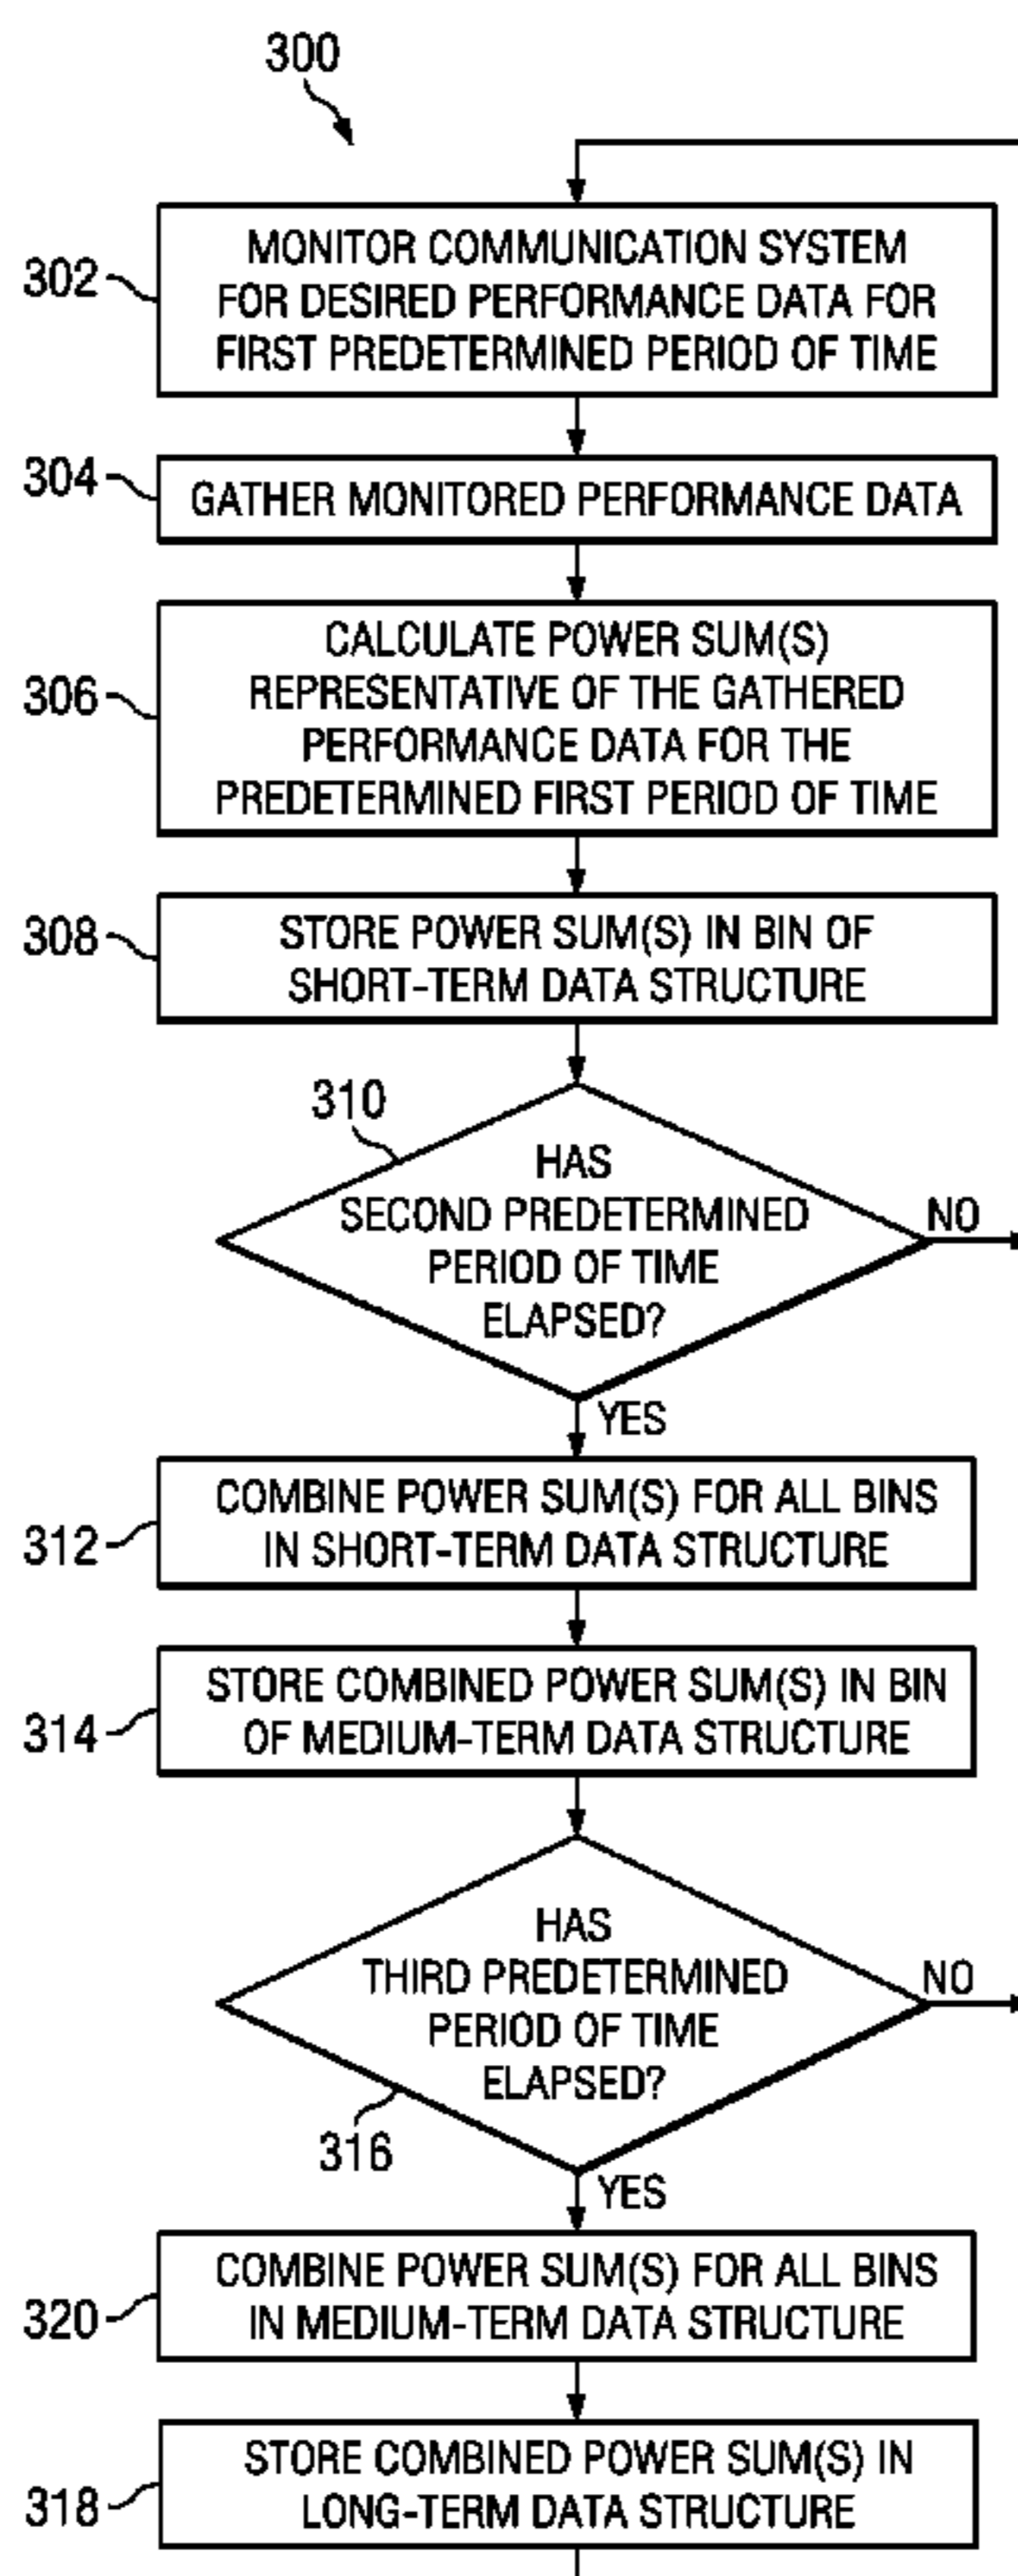 300
302
MONITOR COMMUNICATION SYSTEM
FOR DESIRED PERFORMANCE DATA FOR
FIRST PREDETERMINED PERIOD OF TIME
304
GATHER MONITORED PERFORMANCE DATA
306
CALCULATE POWER SUM(S)
REPRESENTATIVE OF THE GATHERED
PERFORMANCE DATA FOR THE
PREDETERMINED FIRST PERIOD OF TIME
308
STORE POWER SUM(S) IN BIN OF
SHORT-TERM DATA STRUCTURE
310
HAS
SECOND PREDETERMINED
PERIOD OF TIME
ELAPSED?
NO
YES
312
COMBINE POWER SUM(S) FOR ALL BINS
IN SHORT-TERM DATA STRUCTURE
314
STORE COMBINED POWER SUM(S) IN BIN
OF MEDIUM-TERM DATA STRUCTURE
HAS
THIRD PREDETERMINED
PERIOD OF TIME
ELAPSED?
NO
316
YES
320
COMBINE POWER SUM(S) FOR ALL BINS
IN MEDIUM-TERM DATA STRUCTURE
318
STORE COMBINED POWER SUM(S) IN
LONG-TERM DATA STRUCTURE